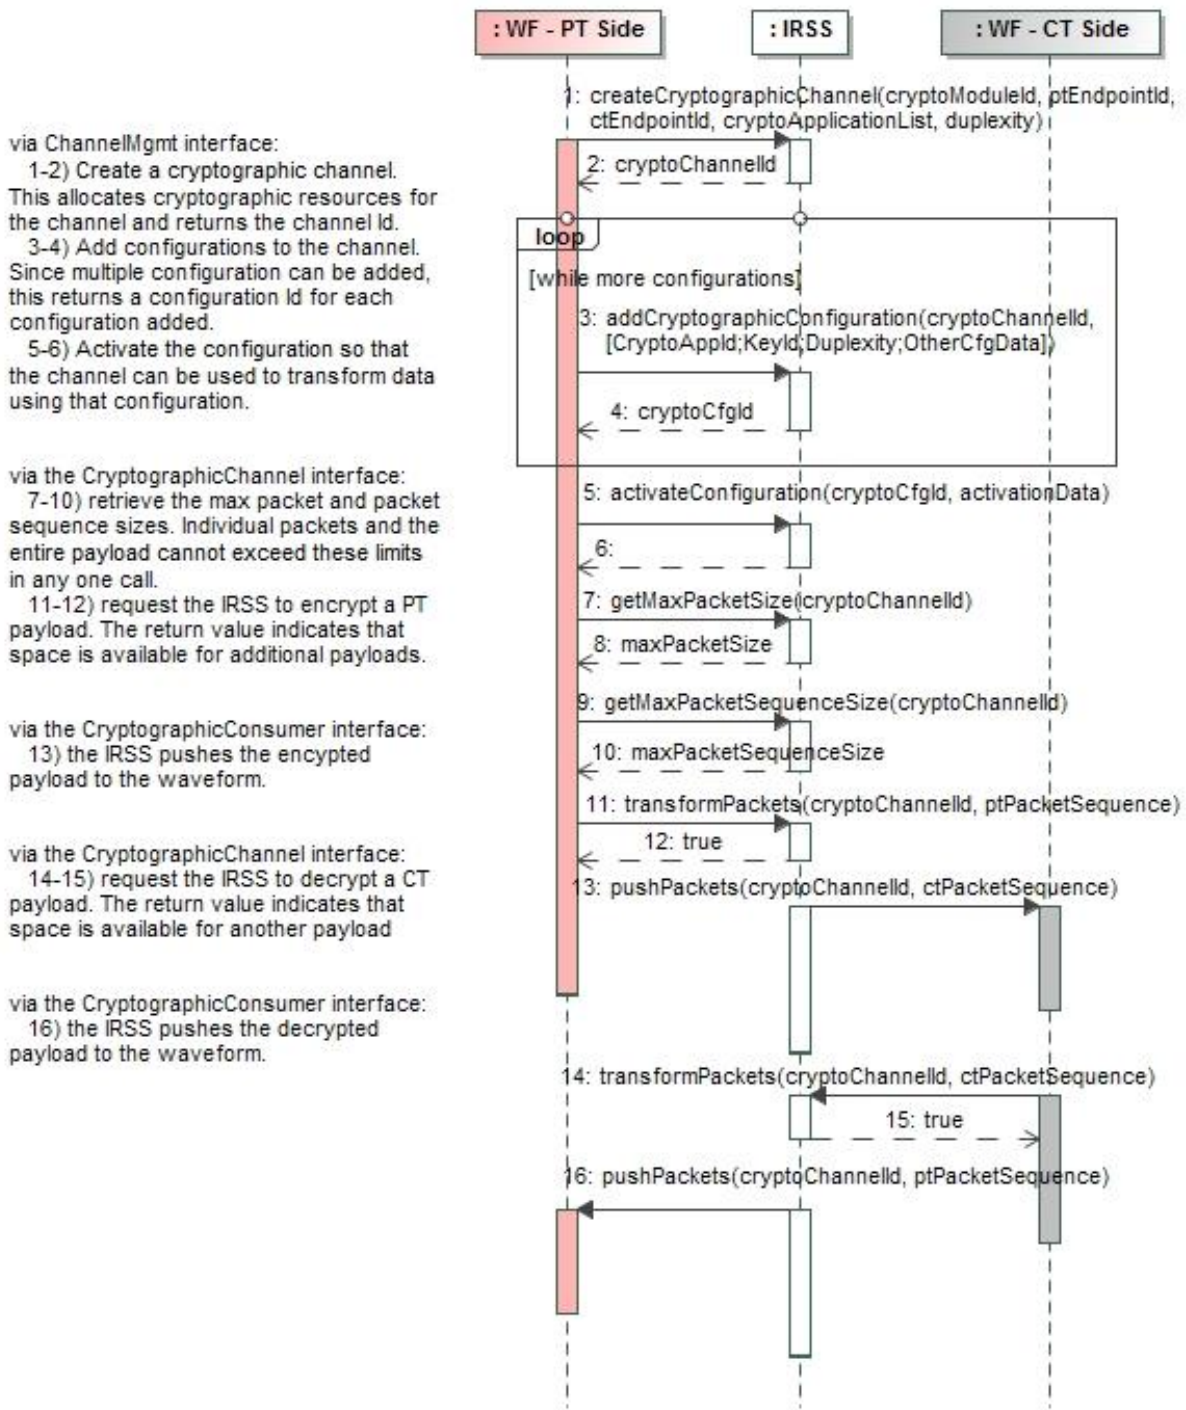 : WF - PT Side
: IRSS
: WF - CT Side
1: createCryptographicChannel(cryptoModuleId, ptEndpointId,
ctEndpointId, cryptoApplicationList, duplexity)
2: cryptoChannelId
via ChannelMgmt interface:
1-2) Create a cryptographic channel.
This allocates cryptographic resources for
the channel and returns the channel Id.
3-4) Add configurations to the channel.
Since multiple configuration can be added,
this returns a configuration Id for each
configuration added.
5-6) Activate the configuration so that
the channel can be used to transform data
using that configuration.
loop
[while more configurations]
3: addCryptographicConfiguration(cryptoChannelId,
[CryptoAppId;KeyId;Duplexity;OtherCfgData])
4: cryptoCfgId
via the CryptographicChannel interface:
7-10) retrieve the max packet and packet
sequence sizes. Individual packets and the
entire payload cannot exceed these limits
in any one call.
11-12) request the IRSS to encrypt a PT
payload. The return value indicates that
space is available for additional payloads.
5: activateConfiguration(cryptoCfgId, activationData)
6:
7: getMaxPacketSize(cryptoChannelId)
8: maxPacketSize
9: getMaxPacketSequenceSize(cryptoChannelId)
10: maxPacketSequenceSize
via the CryptographicConsumer interface:
13) the IRSS pushes the encypted
payload to the waveform.
11: transformPackets(cryptoChannelId, ptPacketSequence)
12: true
13: pushPackets(cryptoChannelId, ctPacketSequence)
via the CryptographicChannel interface:
14-15) request the IRSS to decrypt a CT
payload. The return value indicates that
space is available for another payload
via the CryptographicConsumer interface:
16) the IRSS pushes the decrypted
payload to the waveform.
14: transformPackets(cryptoChannelId, ctPacketSequence)
15: true
16: pushPackets(cryptoChannelId, ptPacketSequence)